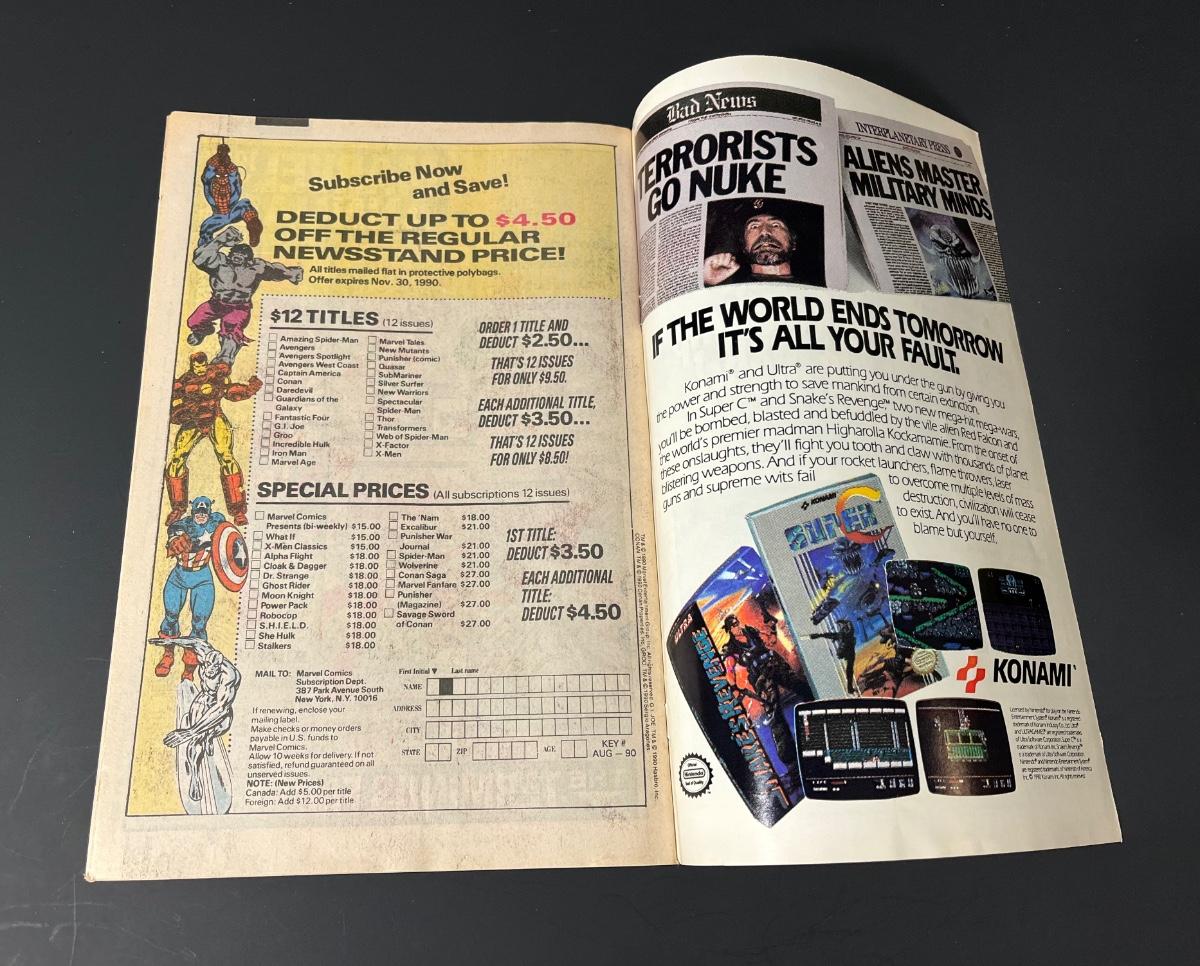 Subscribe Now
and Save!
DEDUCT UP TO $4.50
OFF THE REGULAR
NEWSSTAND PRICE!
All titles mailed flat in protective polybags.
Offer expires Nov. 30, 1990.
$12 TITLES (12 issues)
Amazing Spider-Man
Avengers
Avengers Spotlight
Avengers West Coast
Captain America
Conan
Daredevil
Guardians of the
Galaxy
Fantastic Four
G.I. Joe
Groo
Incredible Hulk
Iron Man
Marvel Age
Marvel Tales
New Mutants
Punisher (comic)
Quasar
SubMariner
Silver Surfer
New Warriors
Spectacular
Spider-Man
Thor
Transformers
Web of Spider-Man
X-Factor
X-Men
ORDER 1 TITLE AND
DEDUCT $2.50...
THAT'S 12 ISSUES
FOR ONLY $9.50.
EACH ADDITIONAL TITLE,
DEDUCT $3.50...
THAT'S 12 ISSUES
FOR ONLY $8.50!
SPECIAL PRICES (All subscriptions 12 issues)
Marvel Comics
Presents (bi-weekly) $15.00
What If $15.00
X-Men Classics $15.00
Alpha Flight $18.00
Cloak & Dagger $18.00
Dr. Strange $18.00
Ghost Rider $18.00
Moon Knight $18.00
Power Pack $18.00
Robocop $18.00
S.H.I.E.L.D. $18.00
She Hulk $18.00
Stalkers $18.00
The 'Nam $18.00
Excalibur $21.00
Punisher War
Journal $21.00
Spider-Man $21.00
Wolverine $21.00
Conan Saga $27.00
Marvel Fanfare $27.00
Punisher
(Magazine) $27.00
Savage Sword
of Conan $27.00
1ST TITLE:
DEDUCT $3.50
EACH ADDITIONAL
TITLE:
DEDUCT $4.50
MAIL TO: Marvel Comics
Subscription Dept.
387 Park Avenue South
New York, N.Y. 10016
If renewing, enclose your
mailing label.
Make checks or money orders
payable in U.S. funds to
Marvel Comics.
Allow 10 weeks for delivery. If not
satisfied, refund guaranteed on all
unserved issues.
NOTE: (New Prices)
Canada: Add $5.00 per title
Foreign: Add $12.00 per title
First Initial ▼ Last name
NAME
ADDRESS
CITY
STATE ZIP AGE
KEY #
AUG – 90
Bad News
TERRORISTS
GO NUKE
INTERPLANETARY PRESS
ALIENS MASTER
MILITARY MINDS
IF THE WORLD ENDS TOMORROW
IT'S ALL YOUR FAULT.
Konami® and Ultra® are putting you under the gun by giving you
the power and strength to save mankind from certain extinction.
In Super C™ and Snake's Revenge,™ two new mega-hit mega-wars,
you'll be bombed, blasted and befuddled by the vile alien Red Falcon and
the world's premier madman Higharolla Kockamamie. From the onset of
these onslaughts, they'll fight you tooth and claw with thousands of planet
blistering weapons. And if your rocket launchers, flame throwers, laser
guns and supreme wits fail
to overcome multiple levels of mass
destruction, civilization will cease
to exist. And you'll have no one to
blame but yourself.
KONAMI
SUPER C
ULTRA
SNAKE'S REVENGE
KONAMI
Official
Nintendo
Seal of Quality